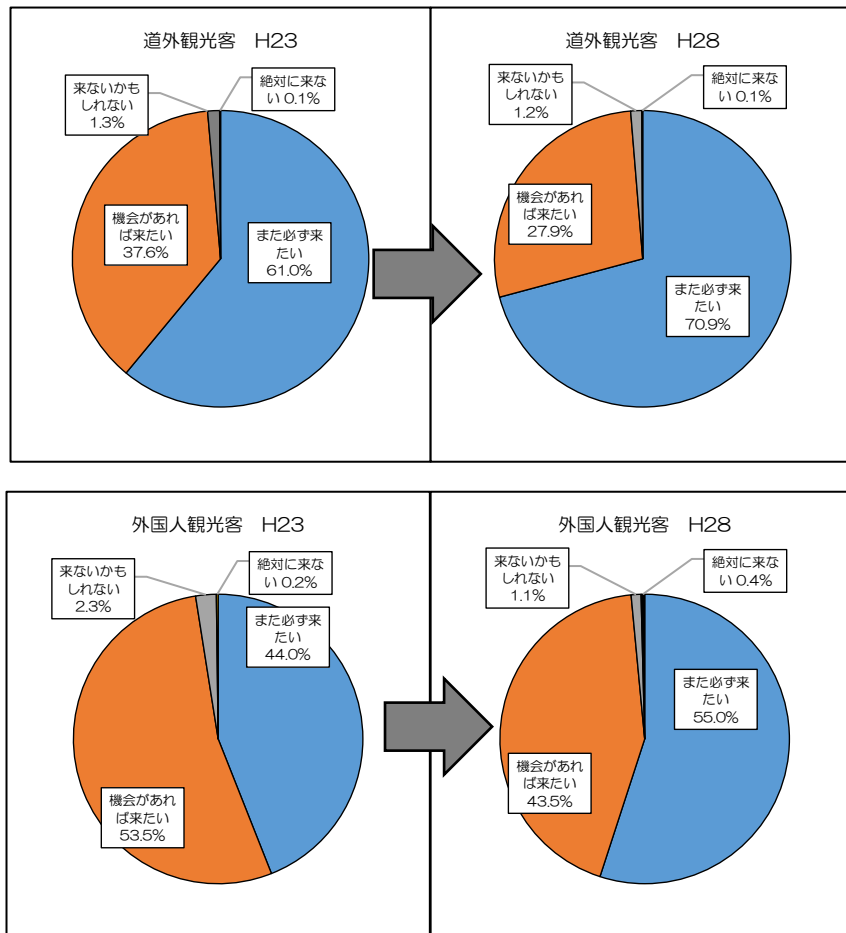 道外観光客　H23
来ないかも
しれない
1.3%
絶対に来な
い 0.1%
機会があれ
ば来たい
37.6%
また必ず来
たい
61.0%
道外観光客　H28
来ないかも
しれない
1.2%
絶対に来な
い 0.1%
機会があれ
ば来たい
27.9%
また必ず来
たい
70.9%
外国人観光客　H23
来ないかも
しれない
2.3%
絶対に来な
い 0.2%
また必ず来
たい
44.0%
機会があれ
ば来たい
53.5%
外国人観光客　H28
来ないかも
しれない
1.1%
絶対に来な
い 0.4%
また必ず来
たい
55.0%
機会があれ
ば来たい
43.5%